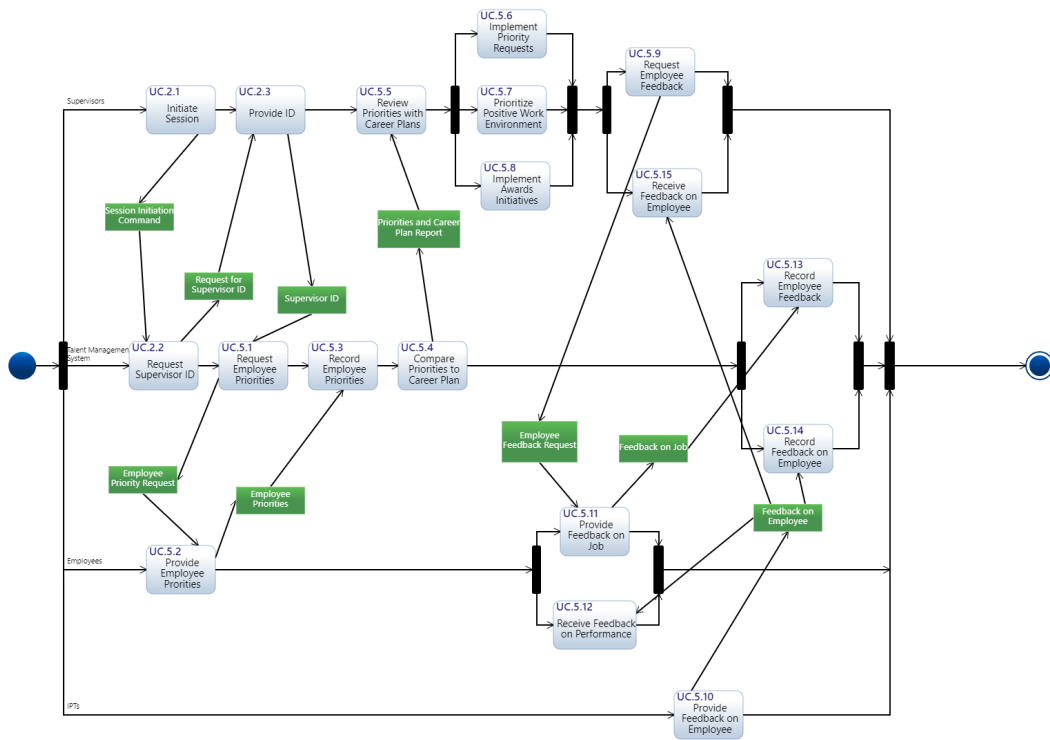 UC.5.6
Implement
Priority
Requests
UC.5.9
Request
Employee
Feedback
Supervisors
UC.2.1
Initiate
Session
UC.2.3
Provide ID
UC.5.5
Review
Priorities with
Career Plans
UC.5.7
Prioritize
Positive Work
Environment
UC.5.8
Implement
Awards
Initiatives
UC.5.15
Receive
Feedback on
Employee
Session Initiation
Command
Priorities and Career
Plan Report
Request for
Supervisor ID
Supervisor ID
UC.5.13
Record
Employee
Feedback
Talent Managemen
System
UC.2.2
Request
Supervisor ID
UC.5.1
Request
Employee
Priorities
UC.5.3
Record
Employee
Priorities
UC.5.4
Compare
Priorities to
Career Plan
Employee
Feedback Request
Feedback on Job
UC.5.14
Record
Feedback on
Employee
Employee
Priority Request
Employee
Priorities
Feedback on
Employee
UC.5.11
Provide
Feedback on
Job
Employees
UC.5.2
Provide
Employee
Prorities
UC.5.12
Receive Feedback
on Performance
IPTs
UC.5.10
Provide
Feedback on
Employee